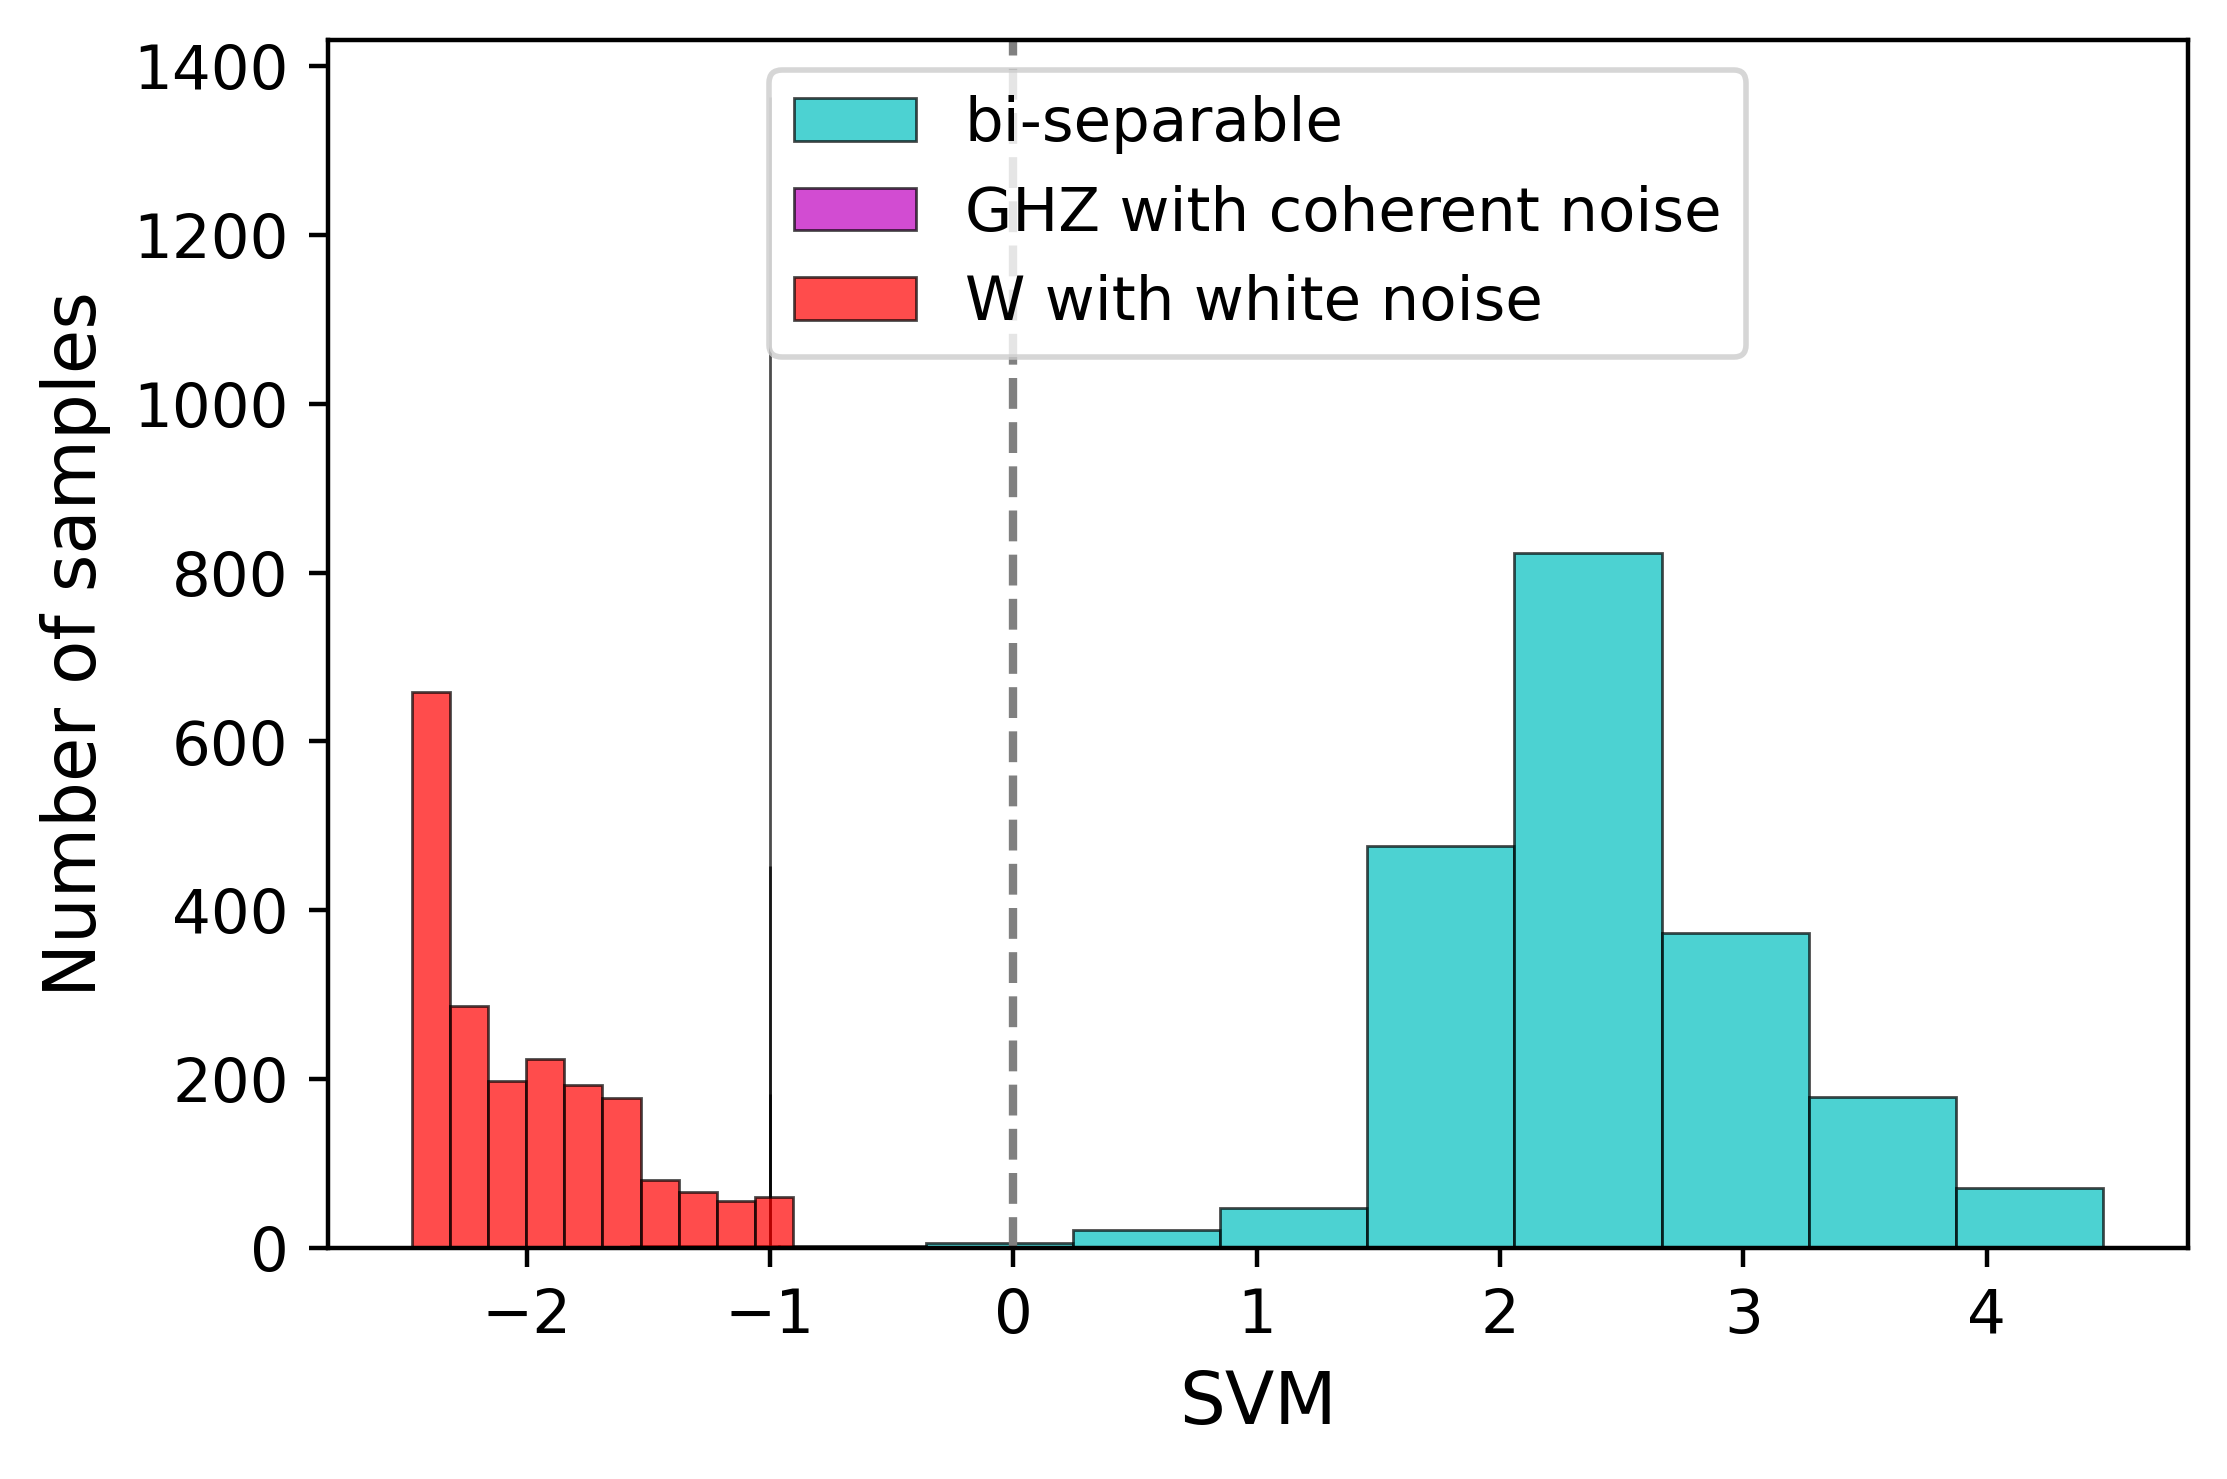 1400
1200
1000
800
600
400
200
0
Number of samples
bi-separable
GHZ with coherent noise
W with white noise
−2 −1 0 1 2 3 4
SVM